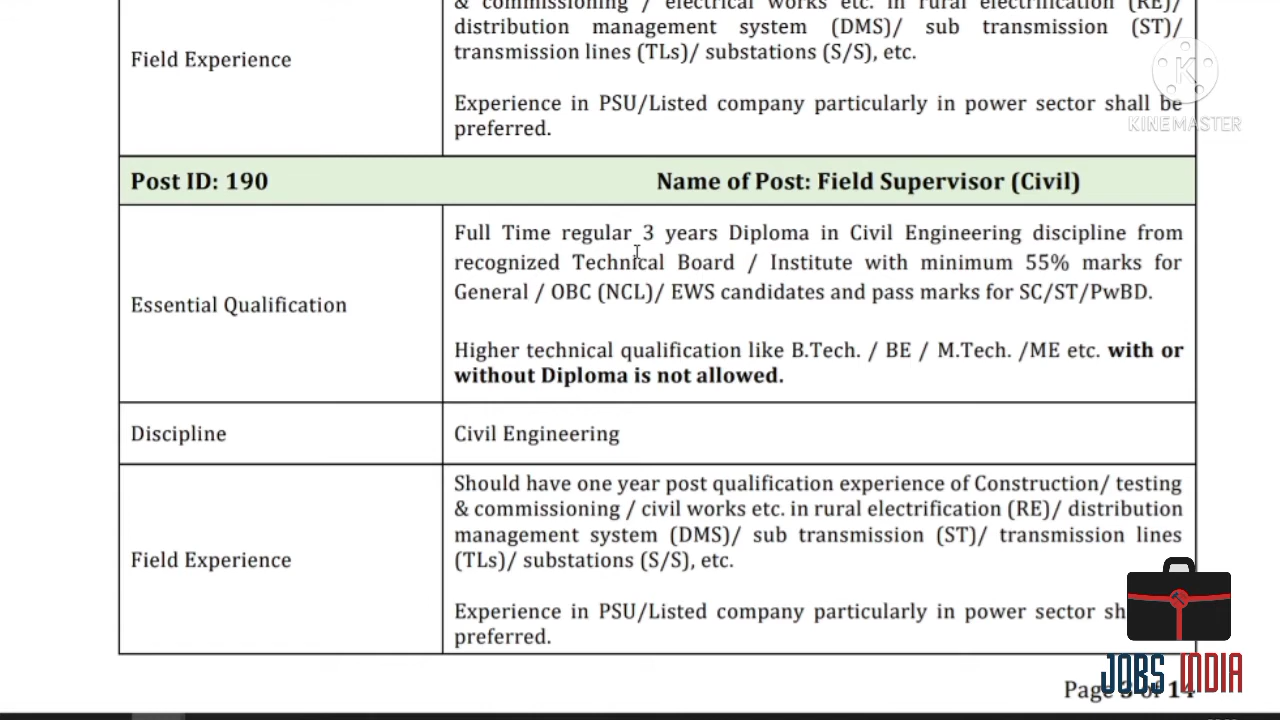 & commissioning / electrical works etc. in rural electrification (RE)/
distribution management system (DMS)/ sub transmission (ST)/
Field Experience
transmission lines (TLs)/ substations (S/S), etc.
Experience in PSU/Listed company particularly in power sector shall be
preferred.
KINEMASTER
Post ID: 190 Name of Post: Field Supervisor (Civil)
Essential Qualification
Full Time regular 3 years Diploma in Civil Engineering discipline from
recognized Technical Board / Institute with minimum 55% marks for
General / OBC (NCL)/ EWS candidates and pass marks for SC/ST/PwBD.
Higher technical qualification like B.Tech. / BE / M.Tech. /ME etc. with or
without Diploma is not allowed.
Discipline Civil Engineering
Field Experience
Should have one year post qualification experience of Construction/ testing
& commissioning / civil works etc. in rural electrification (RE)/ distribution
management system (DMS)/ sub transmission (ST)/ transmission lines
(TLs)/ substations (S/S), etc.
Experience in PSU/Listed company particularly in power sector
preferred.
JOBS INDIA
Page 3 of 14